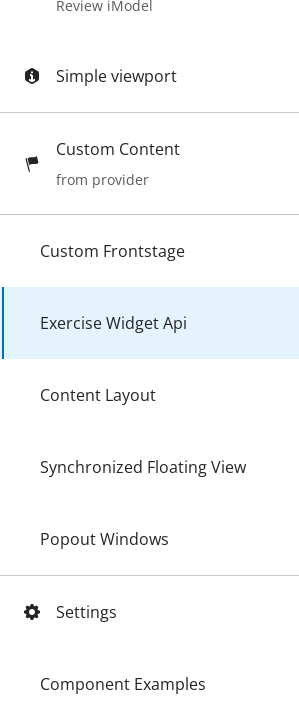 Review iModel
Simple viewport
Custom Content
from provider
Custom Frontstage
Exercise Widget Api
Content Layout
Synchronized Floating View
Popout Windows
Settings
Component Examples